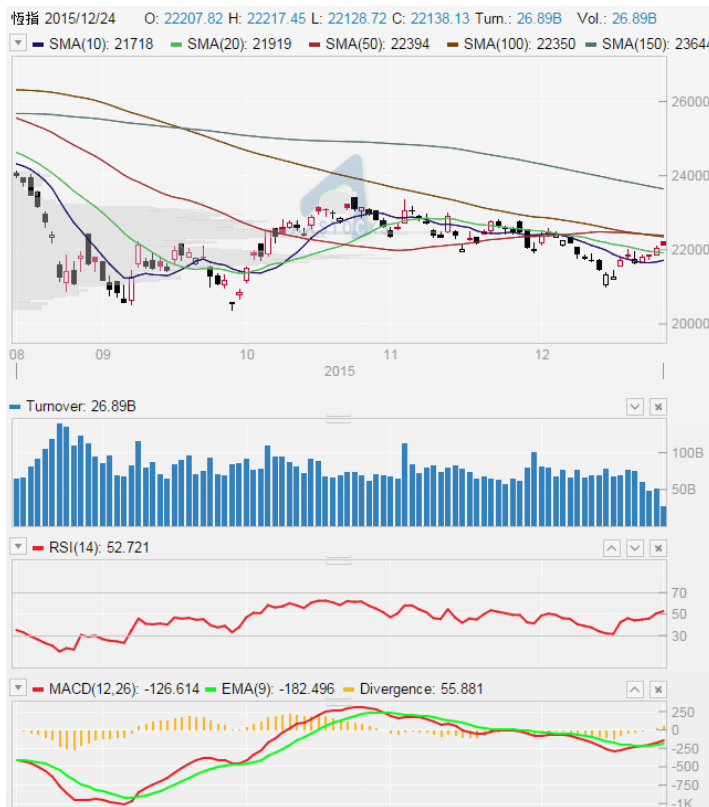 恆指 2015/12/24 O: 22207.82 H: 22217.45 L: 22128.72 C: 22138.13 Turn.: 26.89B Vol.: 26.89B
SMA(10): 21718 SMA(20): 21919 SMA(50): 22394 SMA(100): 22350 SMA(150): 23644
26000
24000
22000
20000
08 09 10 11 12
2015
Turnover: 26.89B
100B
50B
RSI(14): 52.721
70
50
30
MACD(12,26): -126.614 EMA(9): -182.496 Divergence: 55.881
250
0
-250
-500
-750
-1K